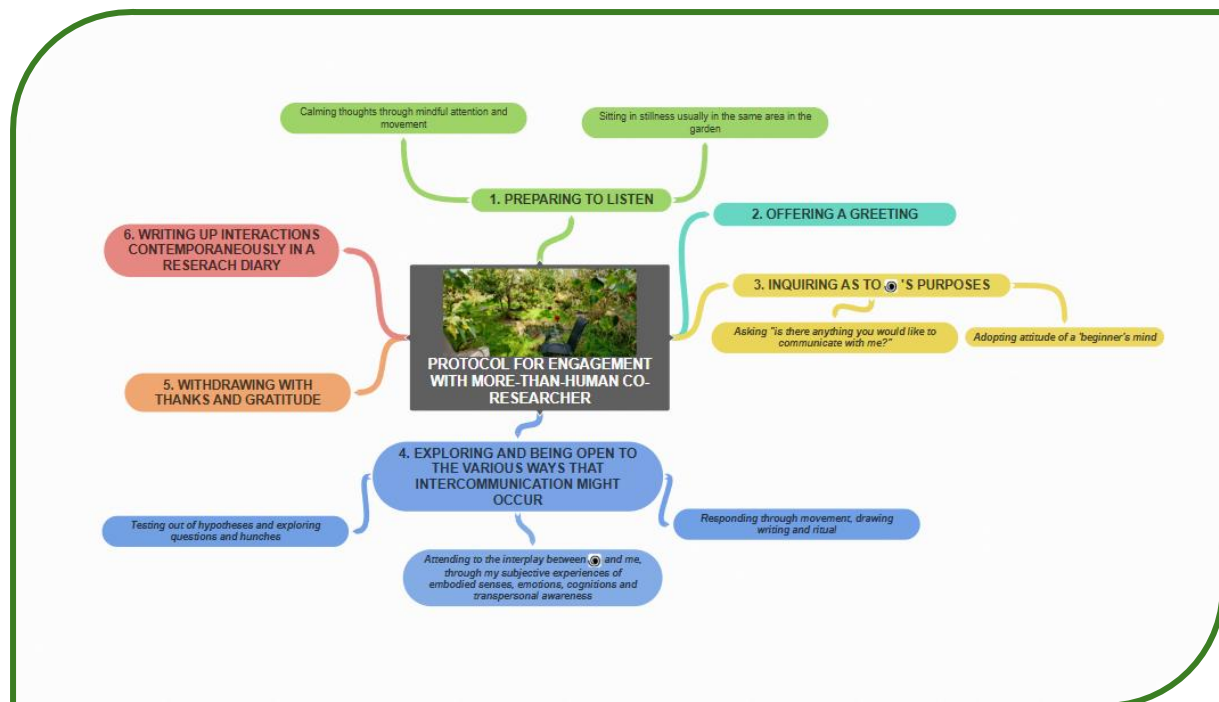 PROTOCOL FOR ENGAGEMENT
WITH MORE-THAN-HUMAN CO-
RESEARCHER
1. PREPARING TO LISTEN
Calming thoughts through mindful attention and
movement
Sitting in stillness usually in the same area in the
garden
2. OFFERING A GREETING
3. INQUIRING AS TO 'S PURPOSES
Asking "is there anything you would like to
communicate with me?"
Adopting attitude of a 'beginner's mind
4. EXPLORING AND BEING OPEN TO
THE VARIOUS WAYS THAT
INTERCOMMUNICATION MIGHT
OCCUR
Testing out of hypotheses and exploring
questions and hunches
Attending to the interplay between and me,
through my subjective experiences of
embodied senses, emotions, cognitions and
transpersonal awareness
Responding through movement, drawing
writing and ritual
5. WITHDRAWING WITH
THANKS AND GRATITUDE
6. WRITING UP INTERACTIONS
CONTEMPORANEOUSLY IN A
RESERACH DIARY